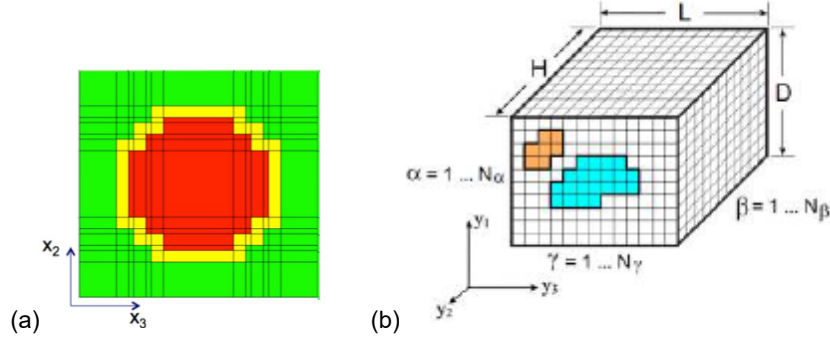 L
H
D
α = 1 ... Nα
β = 1 ... Nβ
y₁
x₂
γ = 1 ... Nγ
y₃
(a)
x₃
(b)
y₂